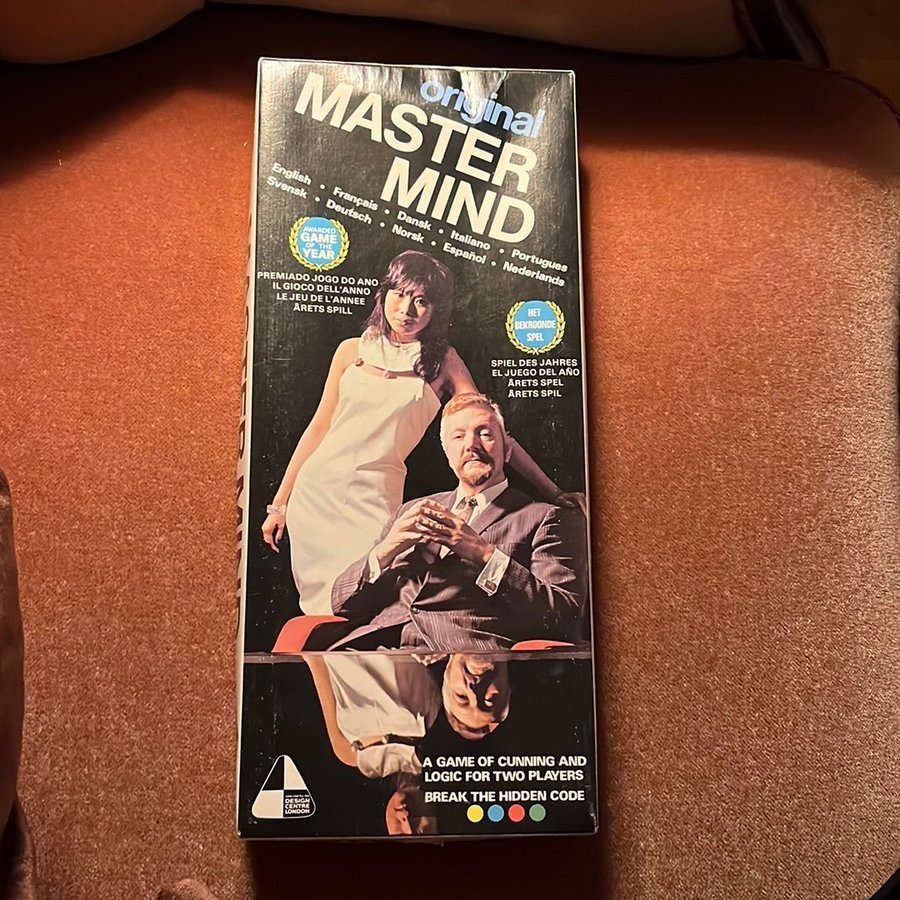 original
MASTER
MIND
English • Français • Dansk • Italiano • Portugues
Svensk • Deutsch • Norsk • Español • Nederlands
AWARDED
GAME
OF THE
YEAR
PREMIADO JOGO DO ANO
IL GIOCO DELL'ANNO
LE JEU DE L'ANNEE
ÅRETS SPILL
HET
BEKROONDE
SPEL
SPIEL DES JAHRES
EL JUEGO DEL AÑO
ÅRETS SPEL
ÅRETS SPIL
A GAME OF CUNNING AND
LOGIC FOR TWO PLAYERS
BREAK THE HIDDEN CODE
DESIGN
CENTRE
LONDON